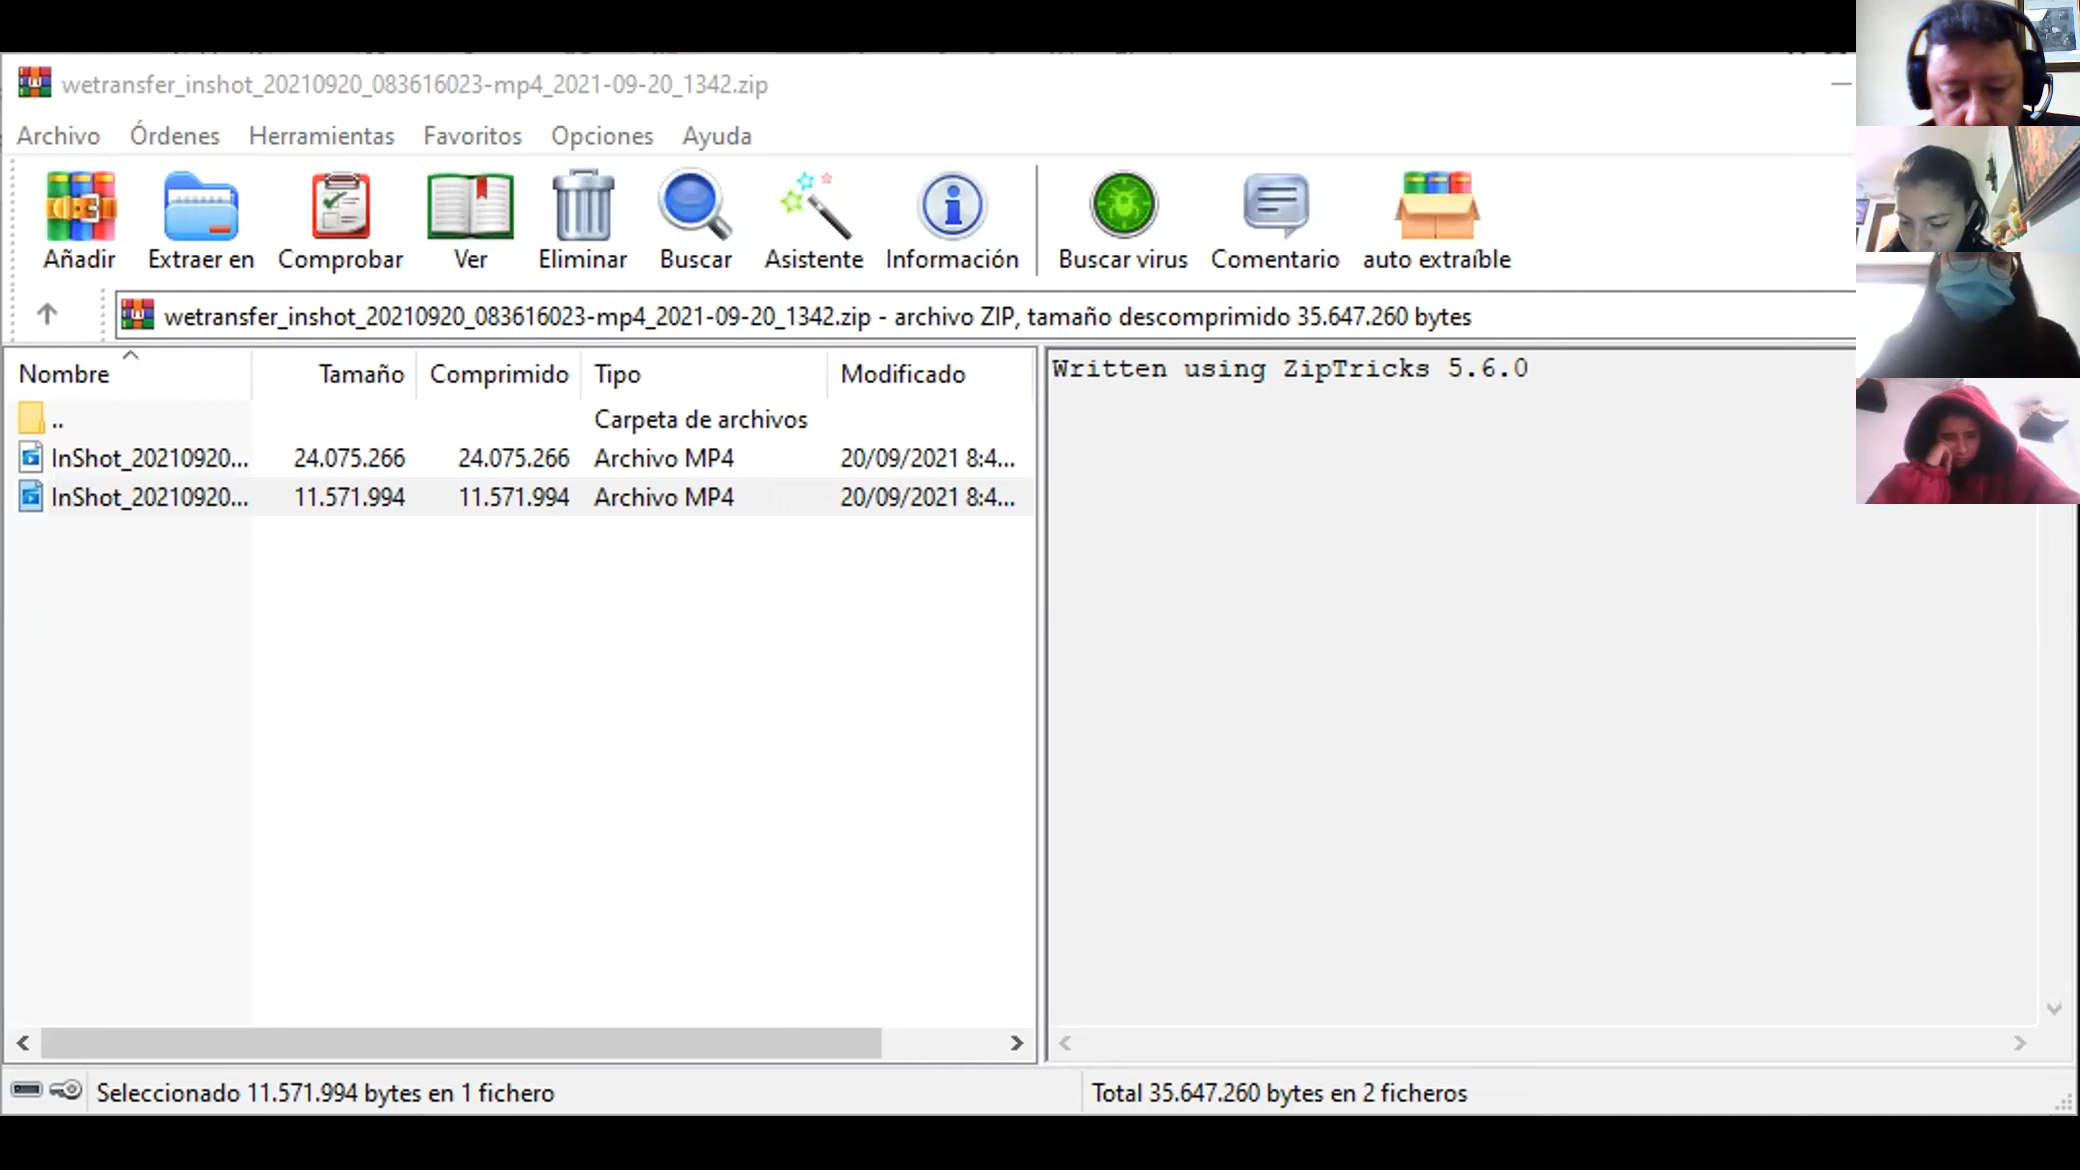 wetransfer_inshot_20210920_083616023-mp4_2021-09-20_1342.zip
Archivo Órdenes Herramientas Favoritos Opciones Ayuda
Añadir Extraer en Comprobar Ver Eliminar Buscar Asistente Información Buscar virus Comentario auto extraíble
wetransfer_inshot_20210920_083616023-mp4_2021-09-20_1342.zip - archivo ZIP, tamaño descomprimido 35.647.260 bytes
Nombre Tamaño Comprimido Tipo Modificado
.. Carpeta de archivos
InShot_20210920... 24.075.266 24.075.266 Archivo MP4 20/09/2021 8:4...
InShot_20210920... 11.571.994 11.571.994 Archivo MP4 20/09/2021 8:4...
Written using ZipTricks 5.6.0
Seleccionado 11.571.994 bytes en 1 fichero
Total 35.647.260 bytes en 2 ficheros